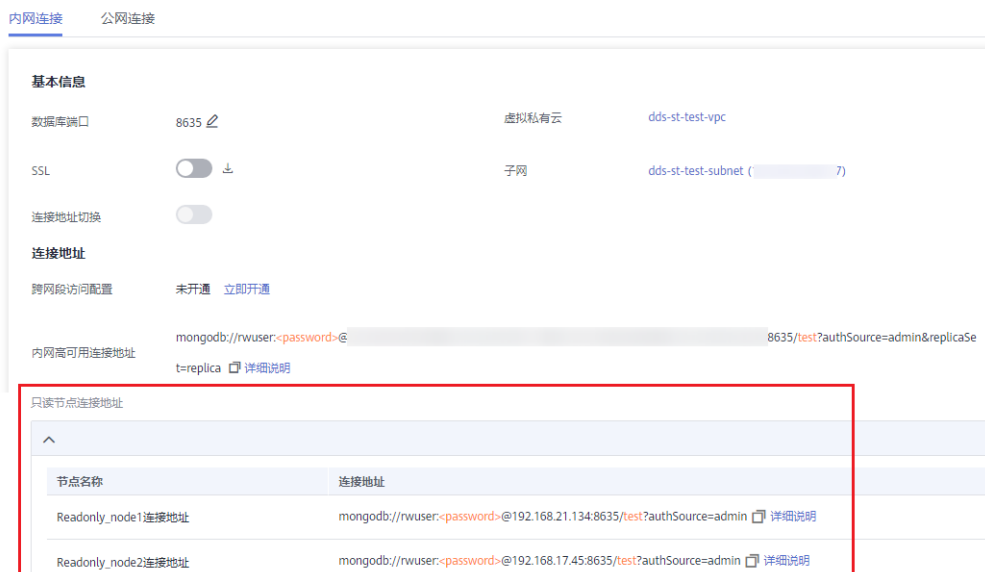 内网连接 公网连接
基本信息
数据库端口 8635 虚拟私有云 dds-st-test-vpc
SSL 子网 dds-st-test-subnet ( 7)
连接地址切换
连接地址
跨网段访问配置 未开通 立即开通
mongodb://rwuser:<password>@ 8635/test?authSource=admin&replicaSe
内网高可用连接地址
t=replica 详细说明
只读节点连接地址
节点名称 连接地址
Readonly_node1连接地址 mongodb://rwuser:<password>@192.168.21.134:8635/test?authSource=admin 详细说明
Readonly_node2连接地址 mongodb://rwuser:<password>@192.168.17.45:8635/test?authSource=admin 详细说明